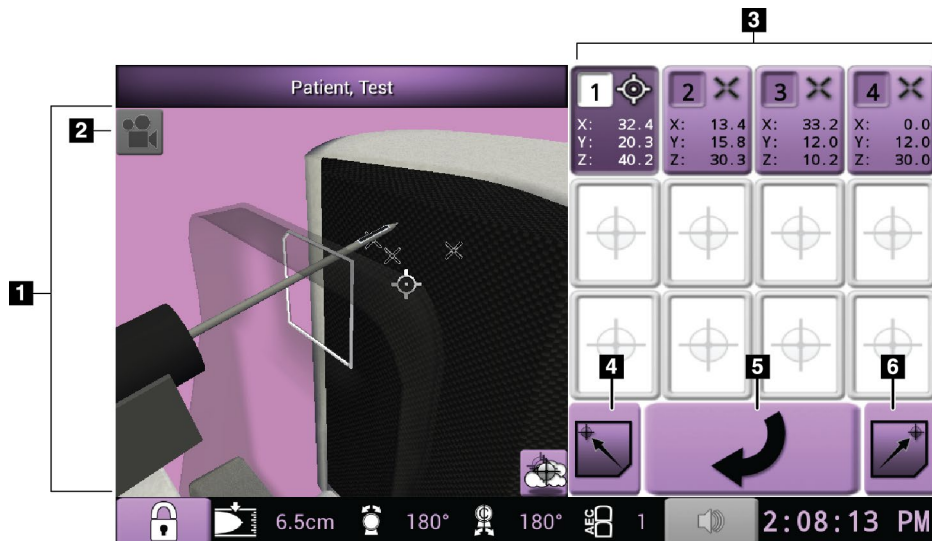 3
Patient, Test
1 2 3 4
X: 32.4 X: 13.4 X: 33.2 X: 0.0
Y: 20.3 Y: 15.8 Y: 12.0 Y: 12.0
Z: 40.2 Z: 30.3 Z: 10.2 Z: 30.0
2
1
4 5 6
6.5cm 180° C 180° AEC 1 2:08:13 PM